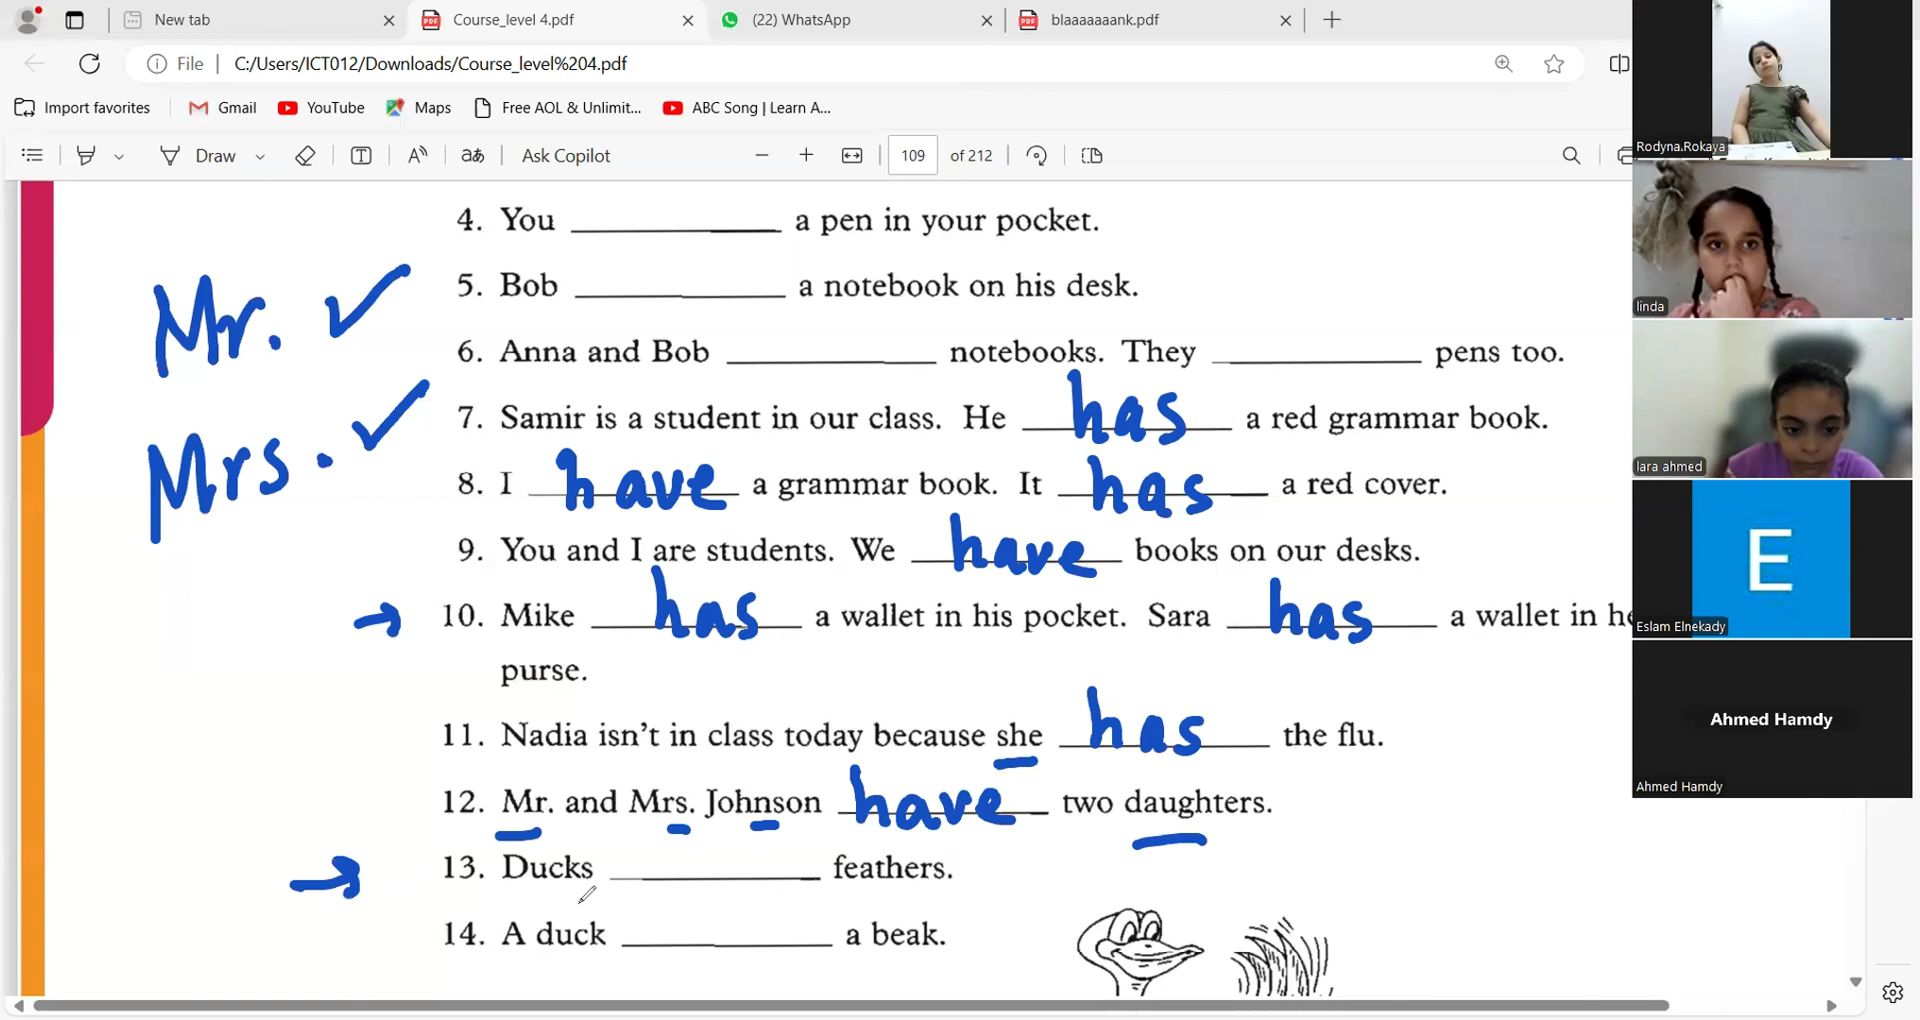 New tab
Course_level 4.pdf
(22) WhatsApp
blaaaaaaank.pdf
File
C:/Users/ICT012/Downloads/Course_level%204.pdf
Import favorites
Gmail
YouTube
Maps
Free AOL & Unlimit...
ABC Song | Learn A...
Draw
Ask Copilot
109 of 212
4. You __________ a pen in your pocket.
5. Bob __________ a notebook on his desk.
6. Anna and Bob __________ notebooks. They __________ pens too.
7. Samir is a student in our class. He has a red grammar book.
8. I have a grammar book. It has a red cover.
9. You and I are students. We have books on our desks.
10. Mike has a wallet in his pocket. Sara has a wallet in
purse.
11. Nadia isn't in class today because she has the flu.
12. Mr. and Mrs. Johnson have two daughters.
13. Ducks __________ feathers.
14. A duck __________ a beak.
Mr.
Mrs.
Rodyna.Rokaya
linda
lara ahmed
E
Eslam Elnekady
Ahmed Hamdy
Ahmed Hamdy